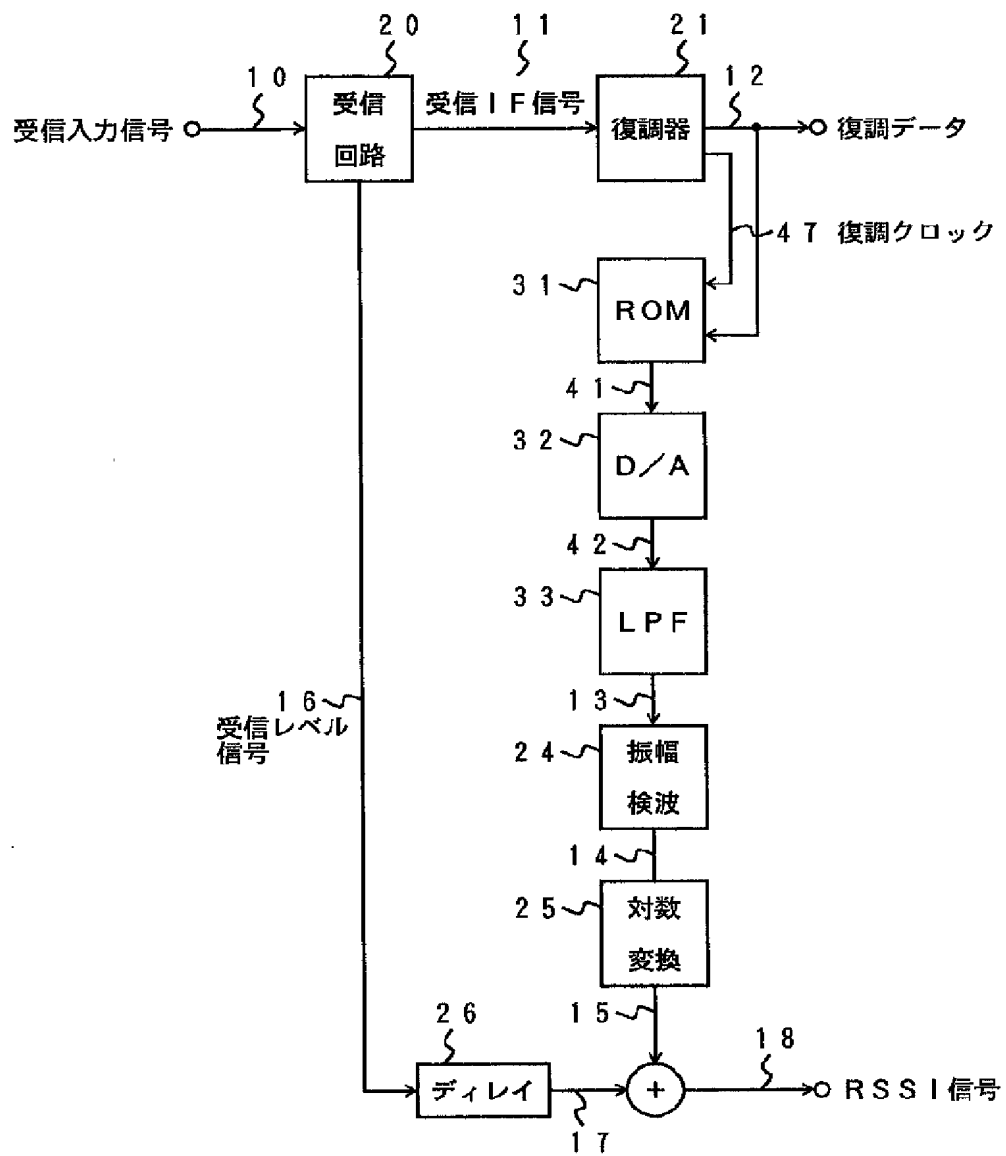 ２０
１１
２１
１０
１２
受信入力信号
受信
回路
受信ＩＦ信号
復調器
復調データ
４７ 復調クロック
３１
ＲＯＭ
４１
３２
Ｄ／Ａ
４２
３３
ＬＰＦ
１６
受信レベル
信号
１３
２４
振幅
検波
１４
２５
対数
変換
１５
２６
１８
ディレイ
＋
ＲＳＳＩ信号
１７